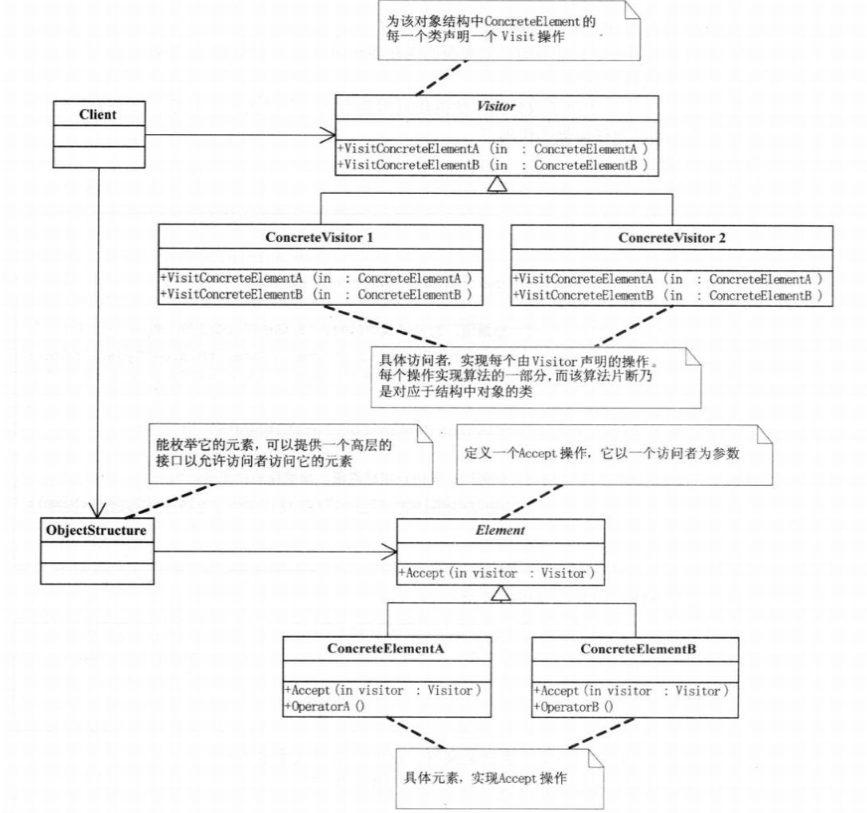 为该对象结构中ConcreteElement的
每一个类声明一个 Visit 操作
Client
Visitor
+VisitConcreteElementA (in : ConcreteElementA )
+VisitConcreteElementB (in : ConcreteElementB )
ConcreteVisitor 1
+VisitConcreteElementA (in : ConcreteElementA )
+VisitConcreteElementB (in : ConcreteElementB )
ConcreteVisitor 2
+VisitConcreteElementA (in : ConcreteElementA )
+VisitConcreteElementB (in : ConcreteElementB )
具体访问者, 实现每个由Visitor 声明的操作。
每个操作实现算法的一部分,而该算法片断乃
是对应于结构中对象的类
能枚举它的元素, 可以提供一个高层的
接口以允许访问者访问它的元素
定义一个Accept 操作, 它以一个访问者为参数
ObjectStructure
Element
+Accept (in visitor : Visitor )
ConcreteElementA
+Accept (in visitor : Visitor )
+OperatorA ()
ConcreteElementB
+Accept (in visitor : Visitor )
+OperatorB ()
具体元素, 实现Accept 操作